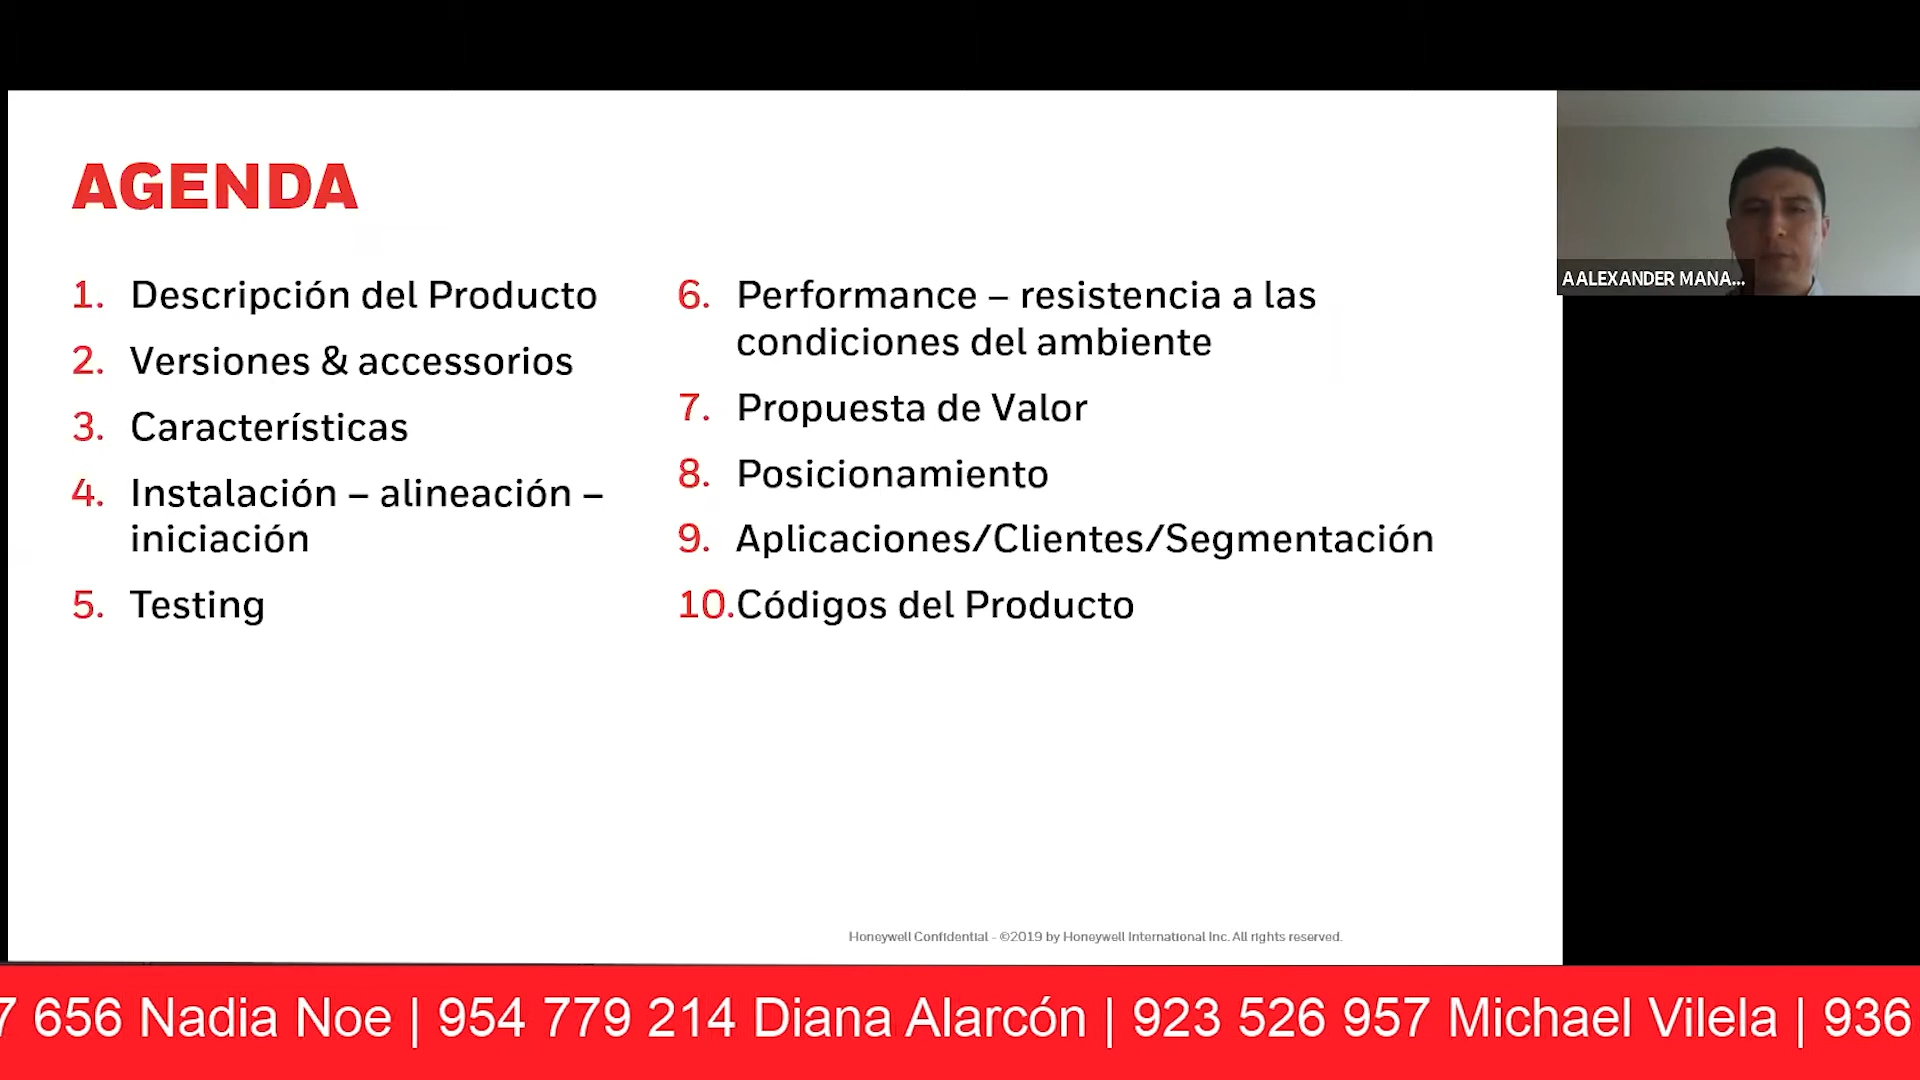 AGENDA
1. Descripción del Producto
2. Versiones & accessorios
3. Características
4. Instalación – alineación –
iniciación
5. Testing
6. Performance – resistencia a las
condiciones del ambiente
7. Propuesta de Valor
8. Posicionamiento
9. Aplicaciones/Clientes/Segmentación
10.Códigos del Producto
AALEXANDER MANA...
Honeywell Confidential - ©2019 by Honeywell International Inc. All rights reserved.
7 656 Nadia Noe | 954 779 214 Diana Alarcón | 923 526 957 Michael Vilela | 936